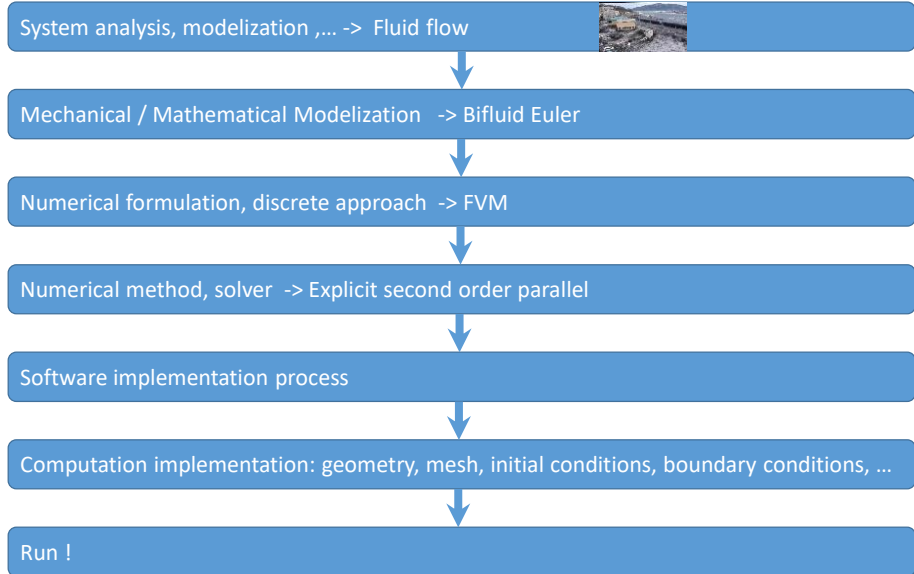 System analysis, modelization ,... -> Fluid flow
Mechanical / Mathematical Modelization -> Bifluid Euler
Numerical formulation, discrete approach -> FVM
Numerical method, solver -> Explicit second order parallel
Software implementation process
Computation implementation: geometry, mesh, initial conditions, boundary conditions, ...
Run !